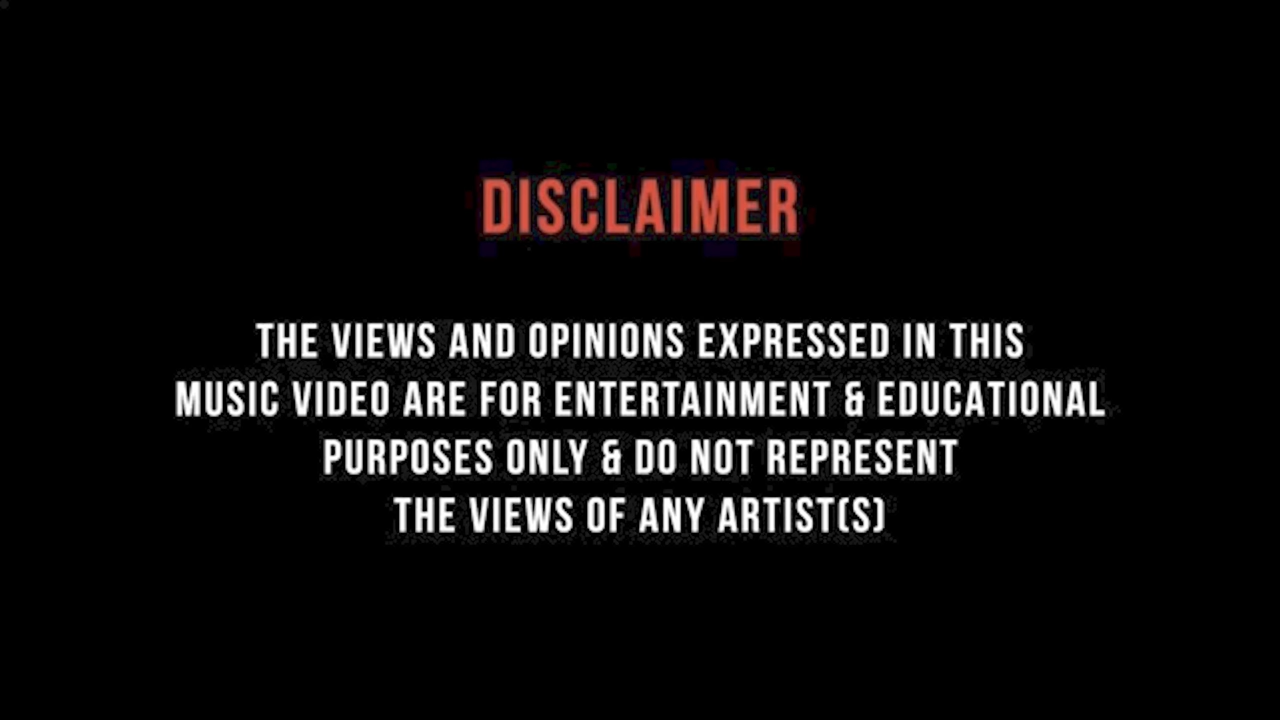 DISCLAIMER
THE VIEWS AND OPINIONS EXPRESSED IN THIS
MUSIC VIDEO ARE FOR ENTERTAINMENT & EDUCATIONAL
PURPOSES ONLY & DO NOT REPRESENT
THE VIEWS OF ANY ARTIST(S)